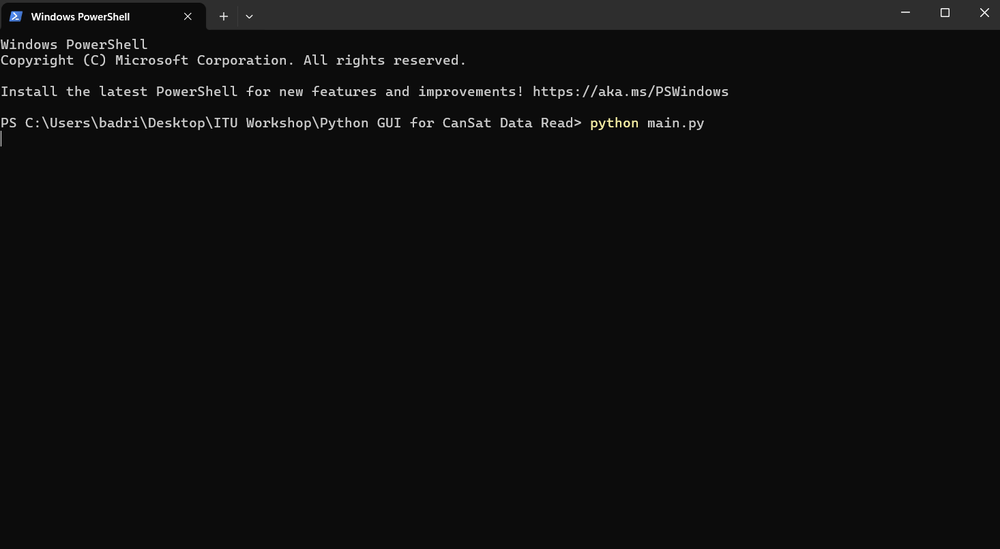 Windows PowerShell
Windows PowerShell
Copyright (C) Microsoft Corporation. All rights reserved.
Install the latest PowerShell for new features and improvements! https://aka.ms/PSWindows
PS C:\Users\badri\Desktop\ITU Workshop\Python GUI for CanSat Data Read> python main.py